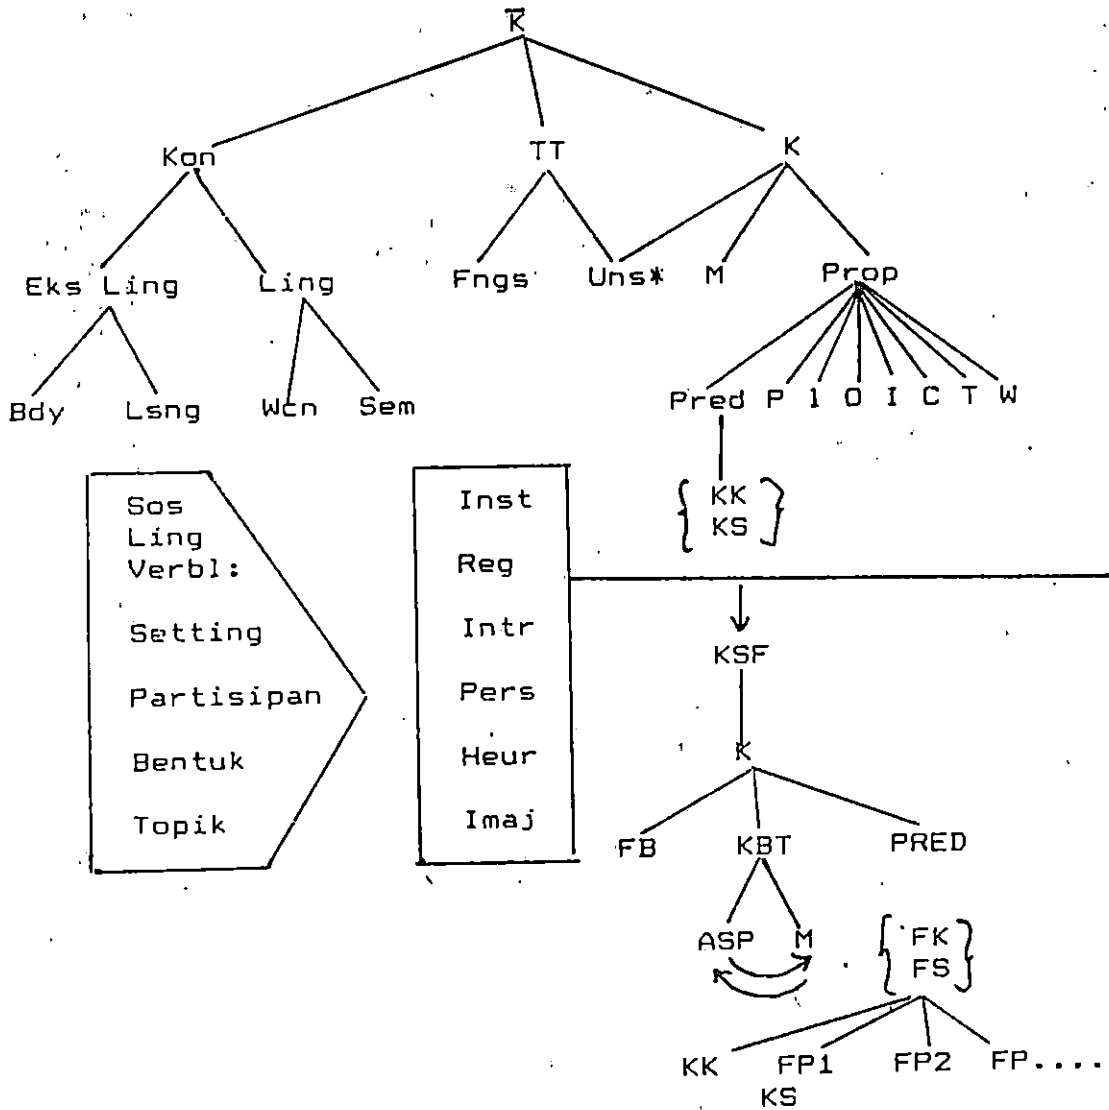 K̅
Kon TT K
Eks Ling Ling Fngs Uns* M Prop
Bdy Lsng Wcn Sem Pred P 1 O I C T W
{ KK }
{ KS }
Sos
Ling
Verbl:
Setting
Partisipan
Bentuk
Topik
Inst
Reg
Intr
Pers
Heur
Imaj
KSF
K
FB KBT PRED
ASP M { FK }
{ FS }
KK FP1 FP2 FP....
KS